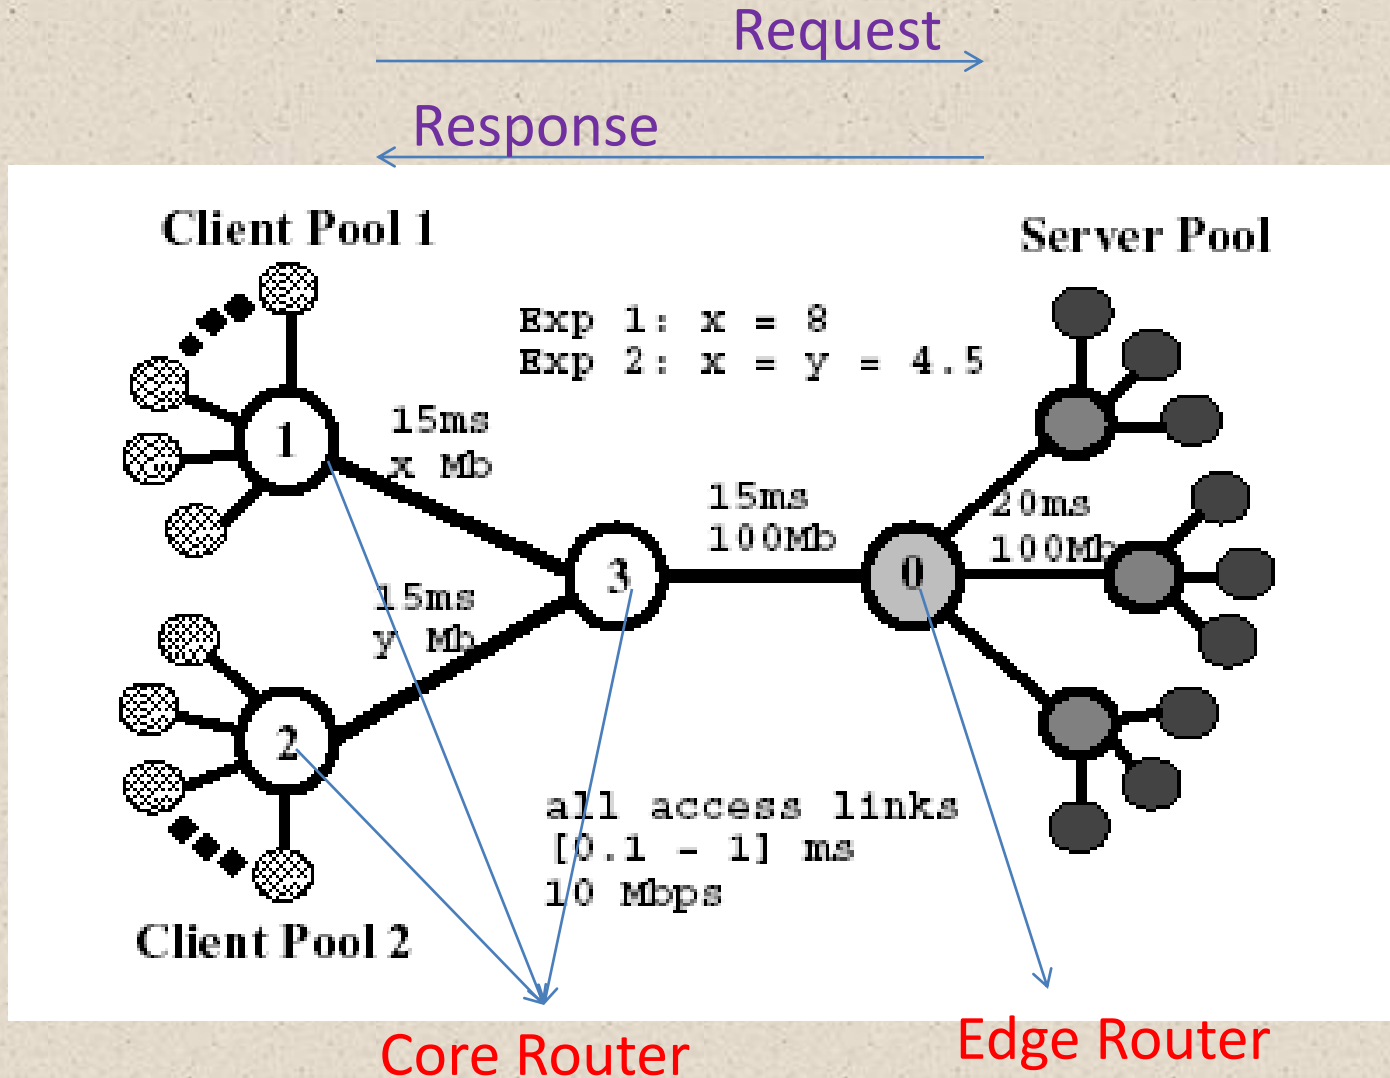 Request
Response
Client Pool 1
Server Pool
Exp 1: x = 8
Exp 2: x = y = 4.5
1
15ms
x Mb
15ms
100Mb
20ms
100Mb
3
0
15ms
y Mb
2
all access links
[0.1 - 1] ms
10 Mbps
Client Pool 2
Core Router
Edge Router